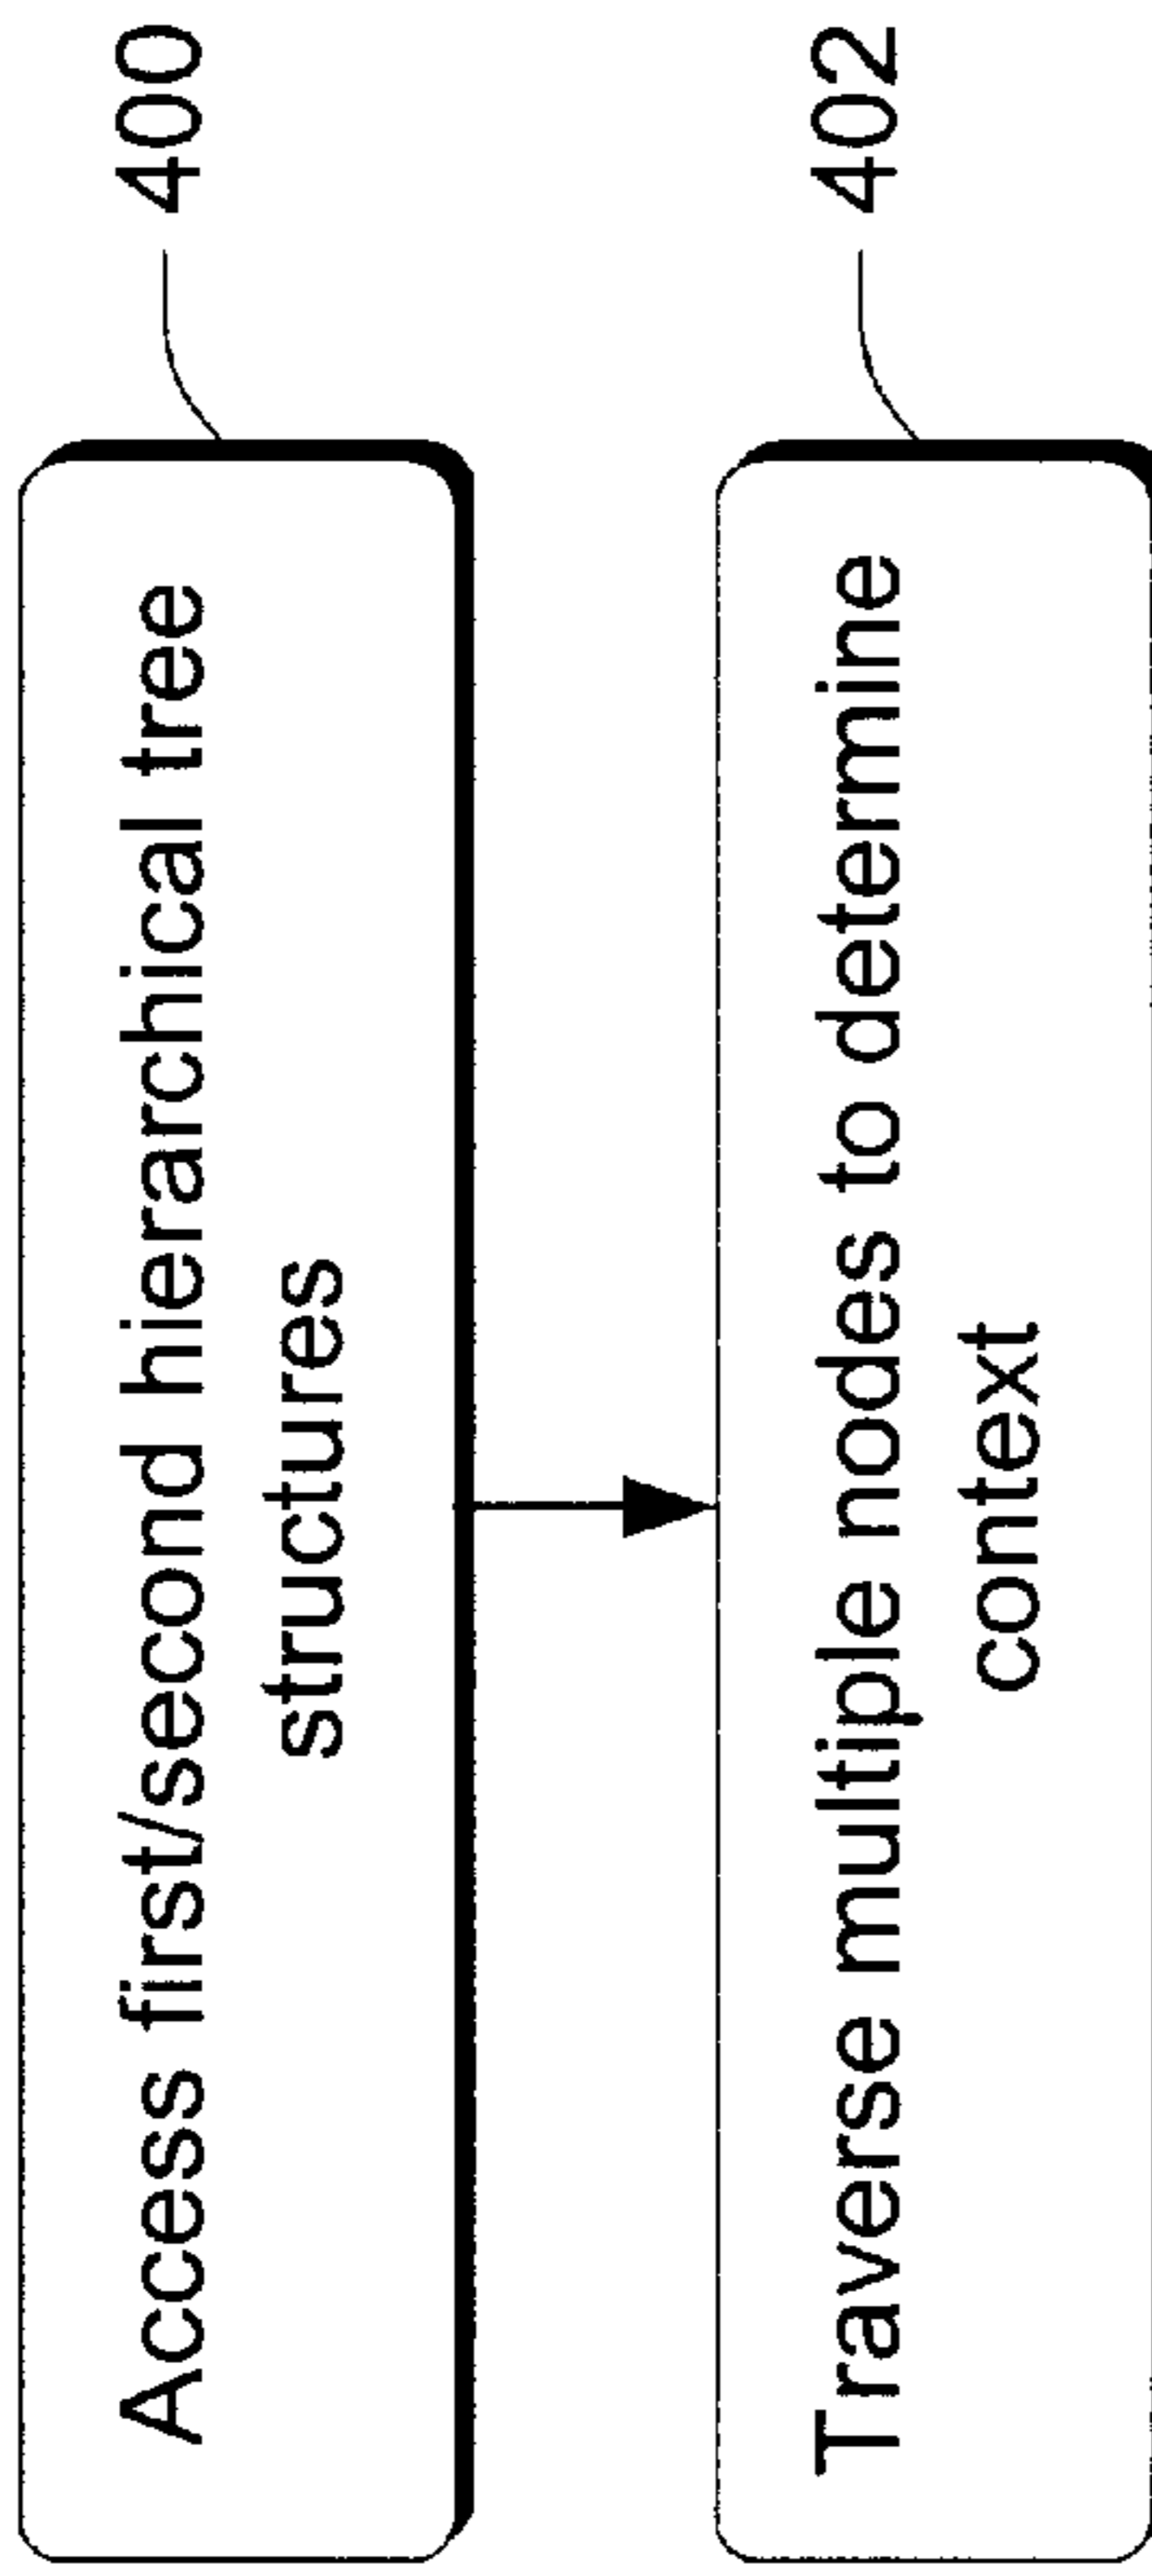 Access first/second hierarchical tree
structures
400
Traverse multiple nodes to determine
context
402